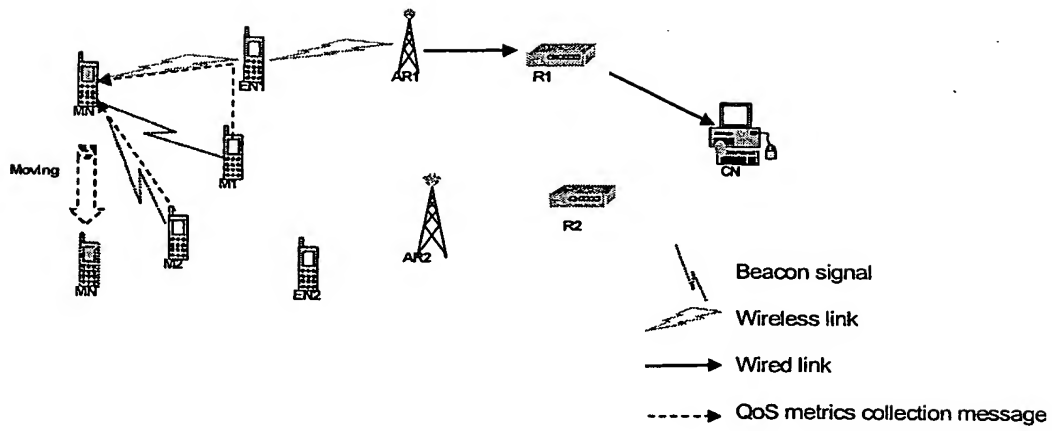 EN1
AR1
R1
MN
CN
M1
Moving
R2
M2
AR2
MN
EN2
Beacon signal
Wireless link
Wired link
QoS metrics collection message